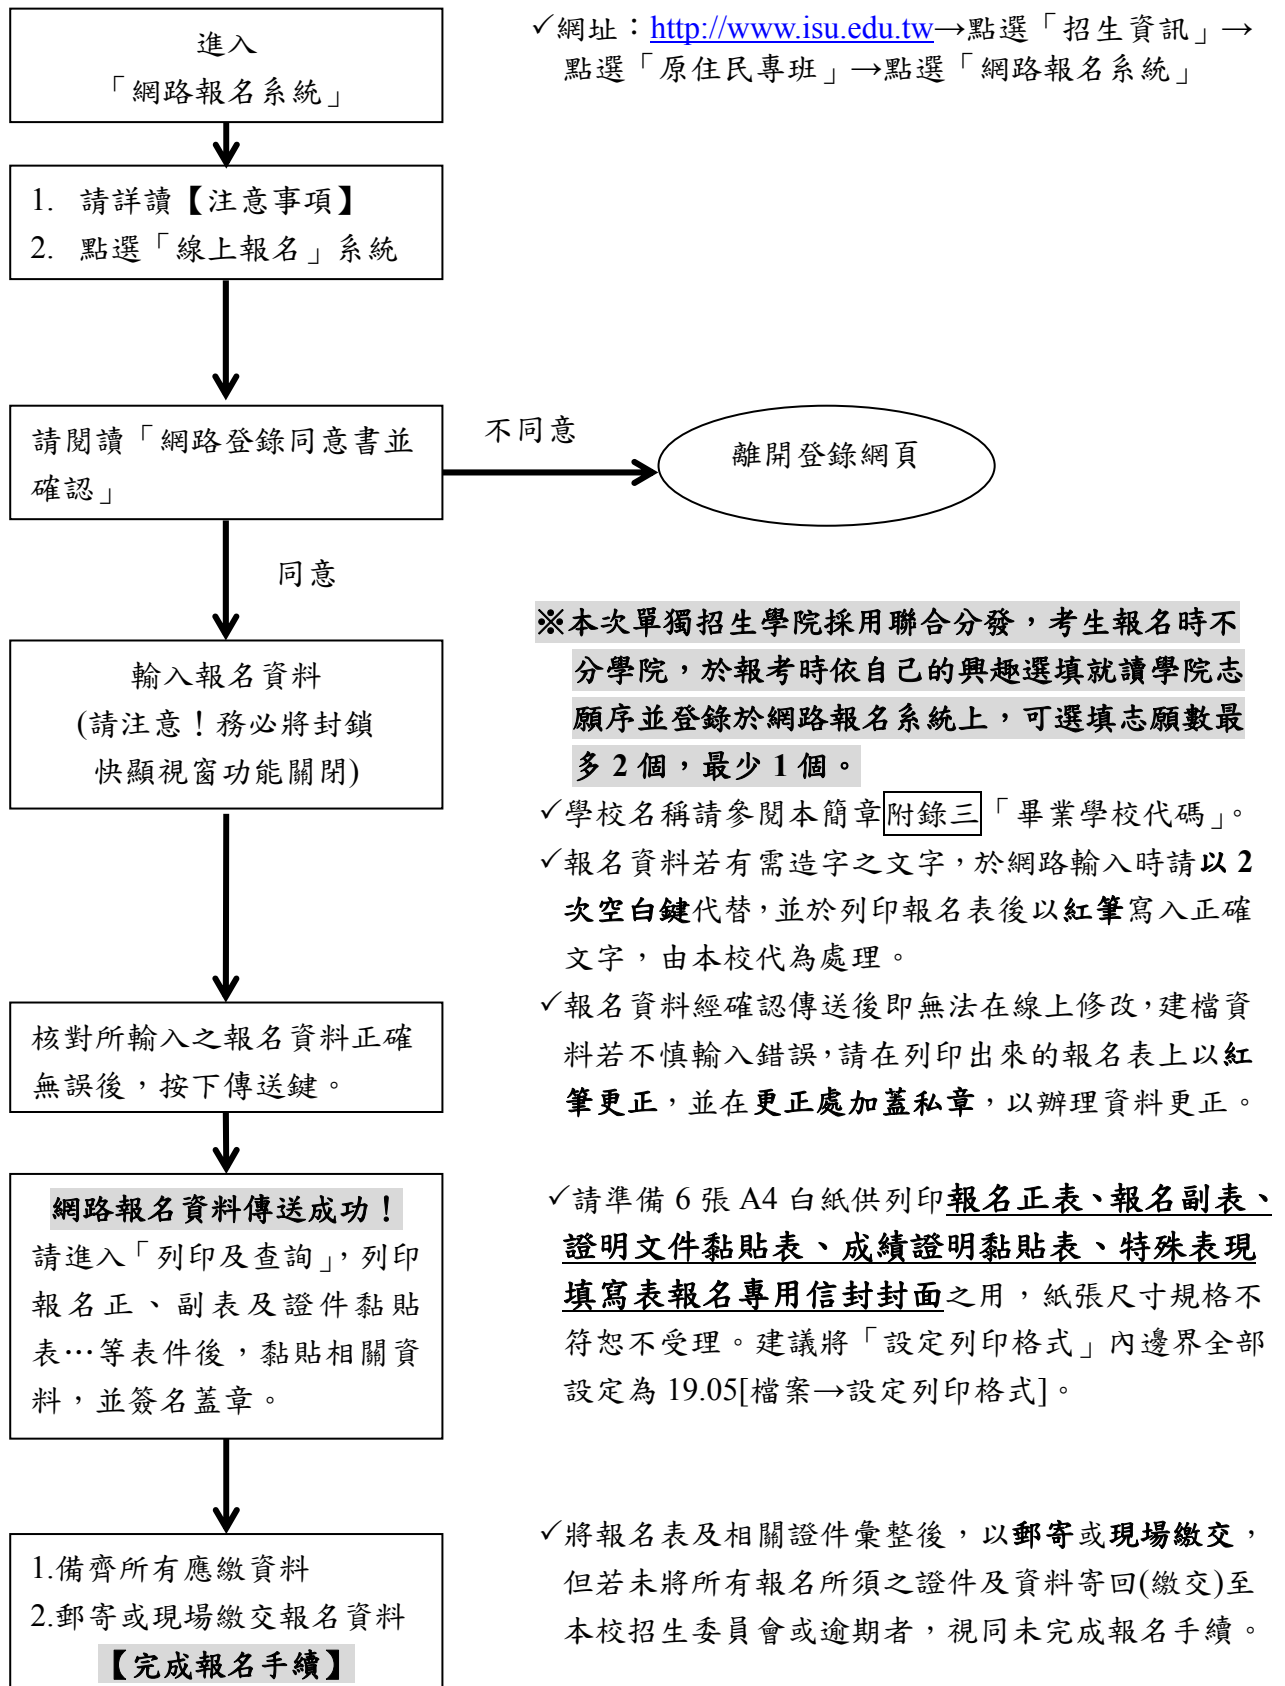 進入
「網路報名系統」
✓網址：http://www.isu.edu.tw→點選「招生資訊」→
點選「原住民專班」→點選「網路報名系統」
1. 請詳讀【注意事項】
2. 點選「線上報名」系統
請閱讀「網路登錄同意書並
確認」
不同意
離開登錄網頁
同意
輸入報名資料
(請注意！務必將封鎖
快顯視窗功能關閉)
※本次單獨招生學院採用聯合分發，考生報名時不
分學院，於報考時依自己的興趣選填就讀學院志
願序並登錄於網路報名系統上，可選填志願數最
多 2 個，最少 1 個。
✓學校名稱請參閱本簡章附錄三「畢業學校代碼」。
✓報名資料若有需造字之文字，於網路輸入時請以 2
次空白鍵代替，並於列印報名表後以紅筆寫入正確
文字，由本校代為處理。
核對所輸入之報名資料正確
無誤後，按下傳送鍵。
✓報名資料經確認傳送後即無法在線上修改，建檔資
料若不慎輸入錯誤，請在列印出來的報名表上以紅
筆更正，並在更正處加蓋私章，以辦理資料更正。
網路報名資料傳送成功！
請進入「列印及查詢」，列印
報名正、副表及證件黏貼
表…等表件後，黏貼相關資
料，並簽名蓋章。
✓請準備 6 張 A4 白紙供列印報名正表、報名副表、
證明文件黏貼表、成績證明黏貼表、特殊表現
填寫表報名專用信封封面之用，紙張尺寸規格不
符恕不受理。建議將「設定列印格式」內邊界全部
設定為 19.05[檔案→設定列印格式]。
1.備齊所有應繳資料
2.郵寄或現場繳交報名資料
【完成報名手續】
✓將報名表及相關證件彙整後，以郵寄或現場繳交，
但若未將所有報名所須之證件及資料寄回(繳交)至
本校招生委員會或逾期者，視同未完成報名手續。